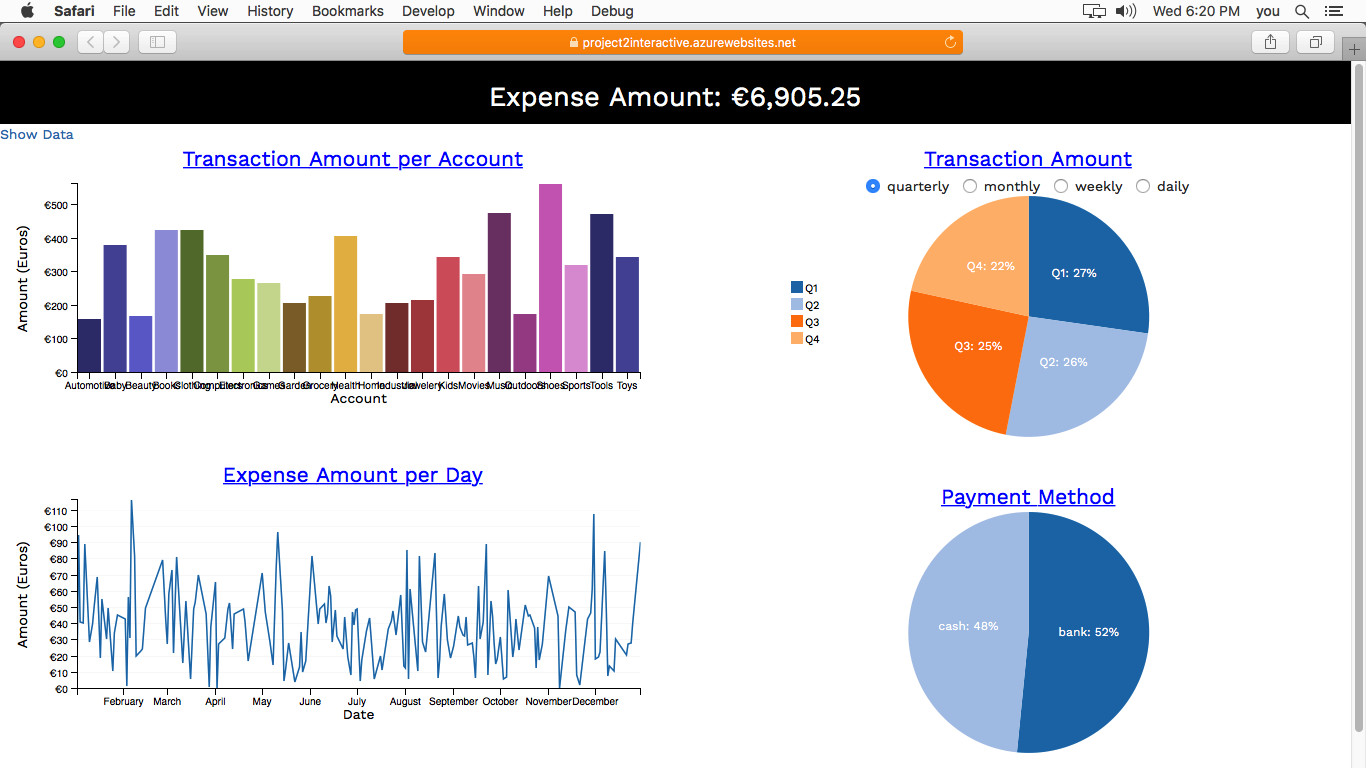 Safari File Edit View History Bookmarks Develop Window Help Debug Wed 6:20 PM you
project2interactive.azurewebsites.net
Expense Amount: €6,905.25
Show Data
Transaction Amount per Account
Amount (Euros)
€500
€400
€300
€200
€100
€0
Automotive Baby Beauty Books Clothing Computers Electronics Games Garden Grocery Health Home Industrial Jewelery Kids Movies Music Outdoors Shoes Sports Tools Toys
Account
Transaction Amount
quarterly monthly weekly daily
Q1
Q2
Q3
Q4
Q4: 22%
Q1: 27%
Q3: 25%
Q2: 26%
Expense Amount per Day
Amount (Euros)
€110
€100
€90
€80
€70
€60
€50
€40
€30
€20
€10
€0
February March April May June July August September October November December
Date
Payment Method
cash: 48%
bank: 52%